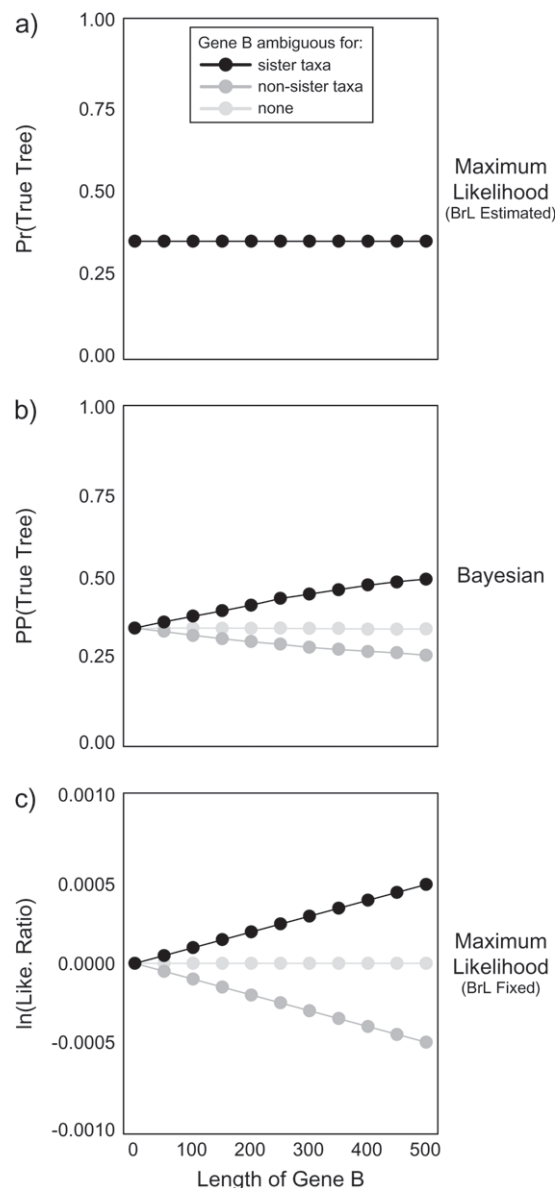 a)
1.00
0.75
0.50
0.25
0.00
Pr(True Tree)
Gene B ambiguous for:
sister taxa
non-sister taxa
none
Maximum
Likelihood
(BrL Estimated)
b)
1.00
0.75
0.50
0.25
0.00
PP(True Tree)
Bayesian
c)
0.0010
0.0005
0.0000
-0.0005
-0.0010
ln(Like. Ratio)
Maximum
Likelihood
(BrL Fixed)
0 100 200 300 400 500
Length of Gene B